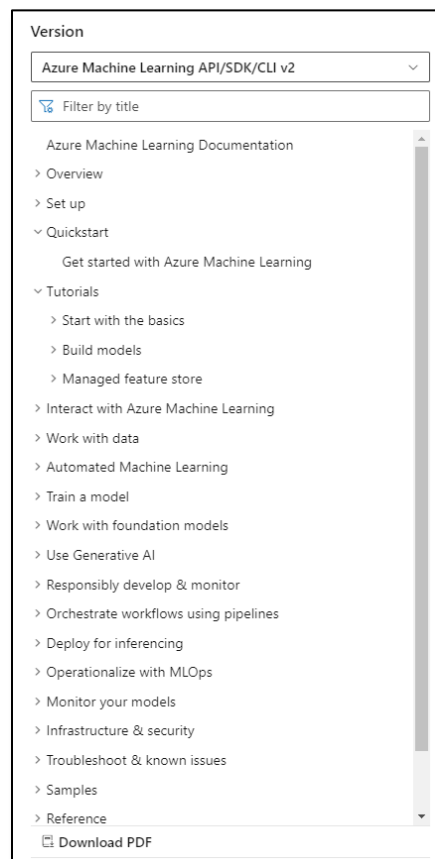 Version
Azure Machine Learning API/SDK/CLI v2
Filter by title
Azure Machine Learning Documentation
Overview
Set up
Quickstart
Get started with Azure Machine Learning
Tutorials
Start with the basics
Build models
Managed feature store
Interact with Azure Machine Learning
Work with data
Automated Machine Learning
Train a model
Work with foundation models
Use Generative AI
Responsibly develop & monitor
Orchestrate workflows using pipelines
Deploy for inferencing
Operationalize with MLOps
Monitor your models
Infrastructure & security
Troubleshoot & known issues
Samples
Reference
Download PDF